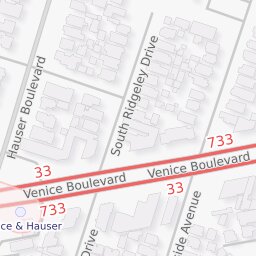 Hauser Boulevard
South Ridgeley Drive
733
Venice Boulevard
33
Venice Boulevard
33
733
ce & Hauser
Drive
ide Avenue